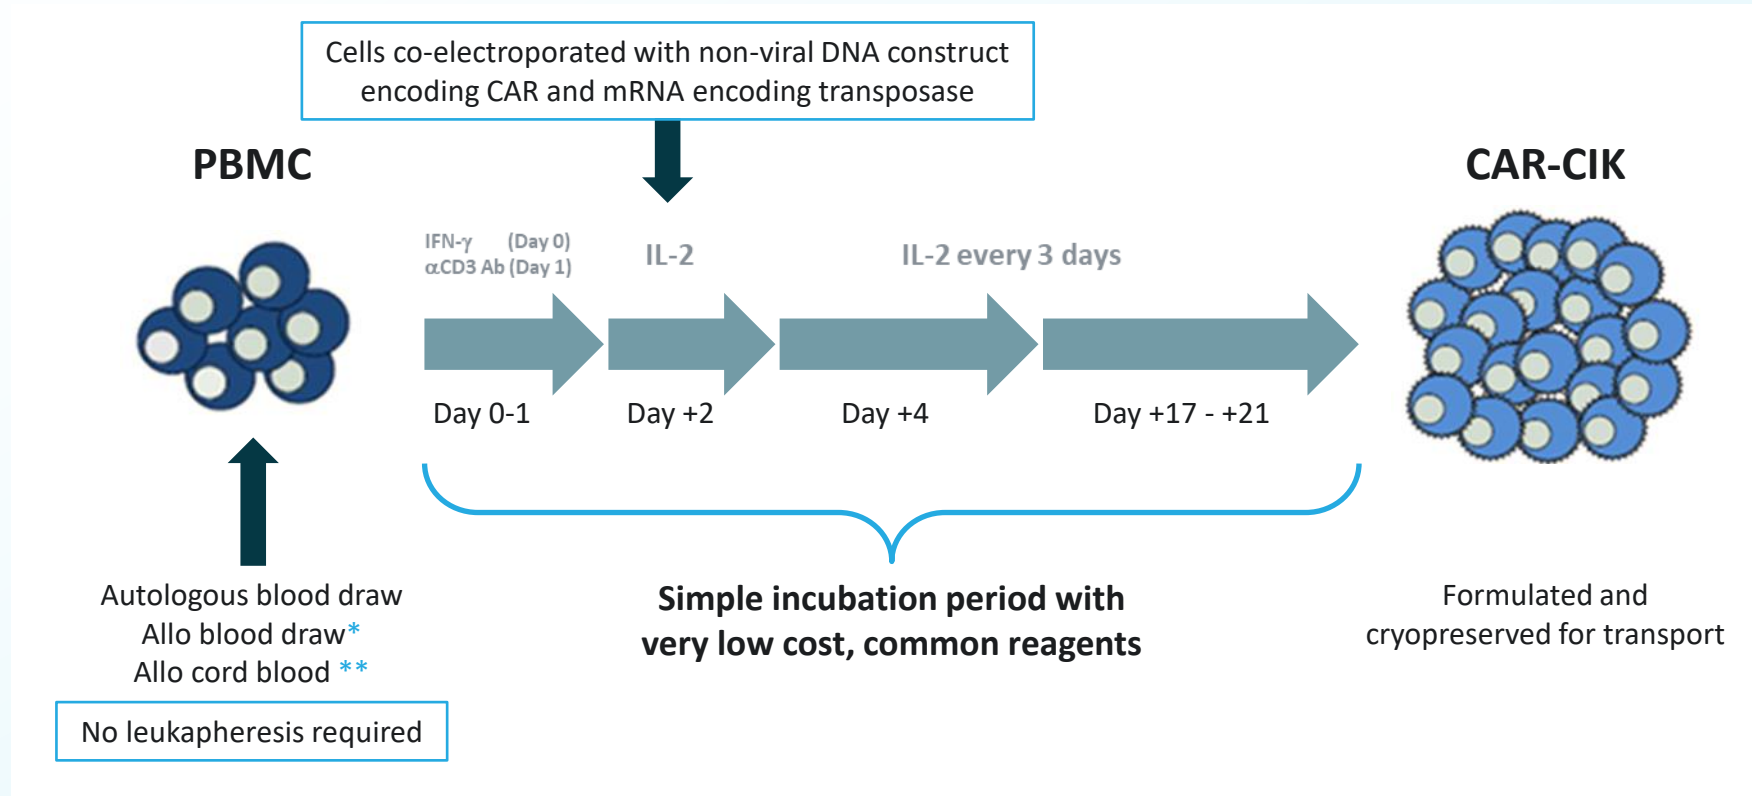 Cells co-electroporated with non-viral DNA construct
encoding CAR and mRNA encoding transposase
PBMC
CAR-CIK
IFN-γ (Day 0)
αCD3 Ab (Day 1)
IL-2
IL-2 every 3 days
Day 0-1
Day +2
Day +4
Day +17 - +21
Autologous blood draw
Allo blood draw*
Allo cord blood **
No leukapheresis required
Simple incubation period with
very low cost, common reagents
Formulated and
cryopreserved for transport